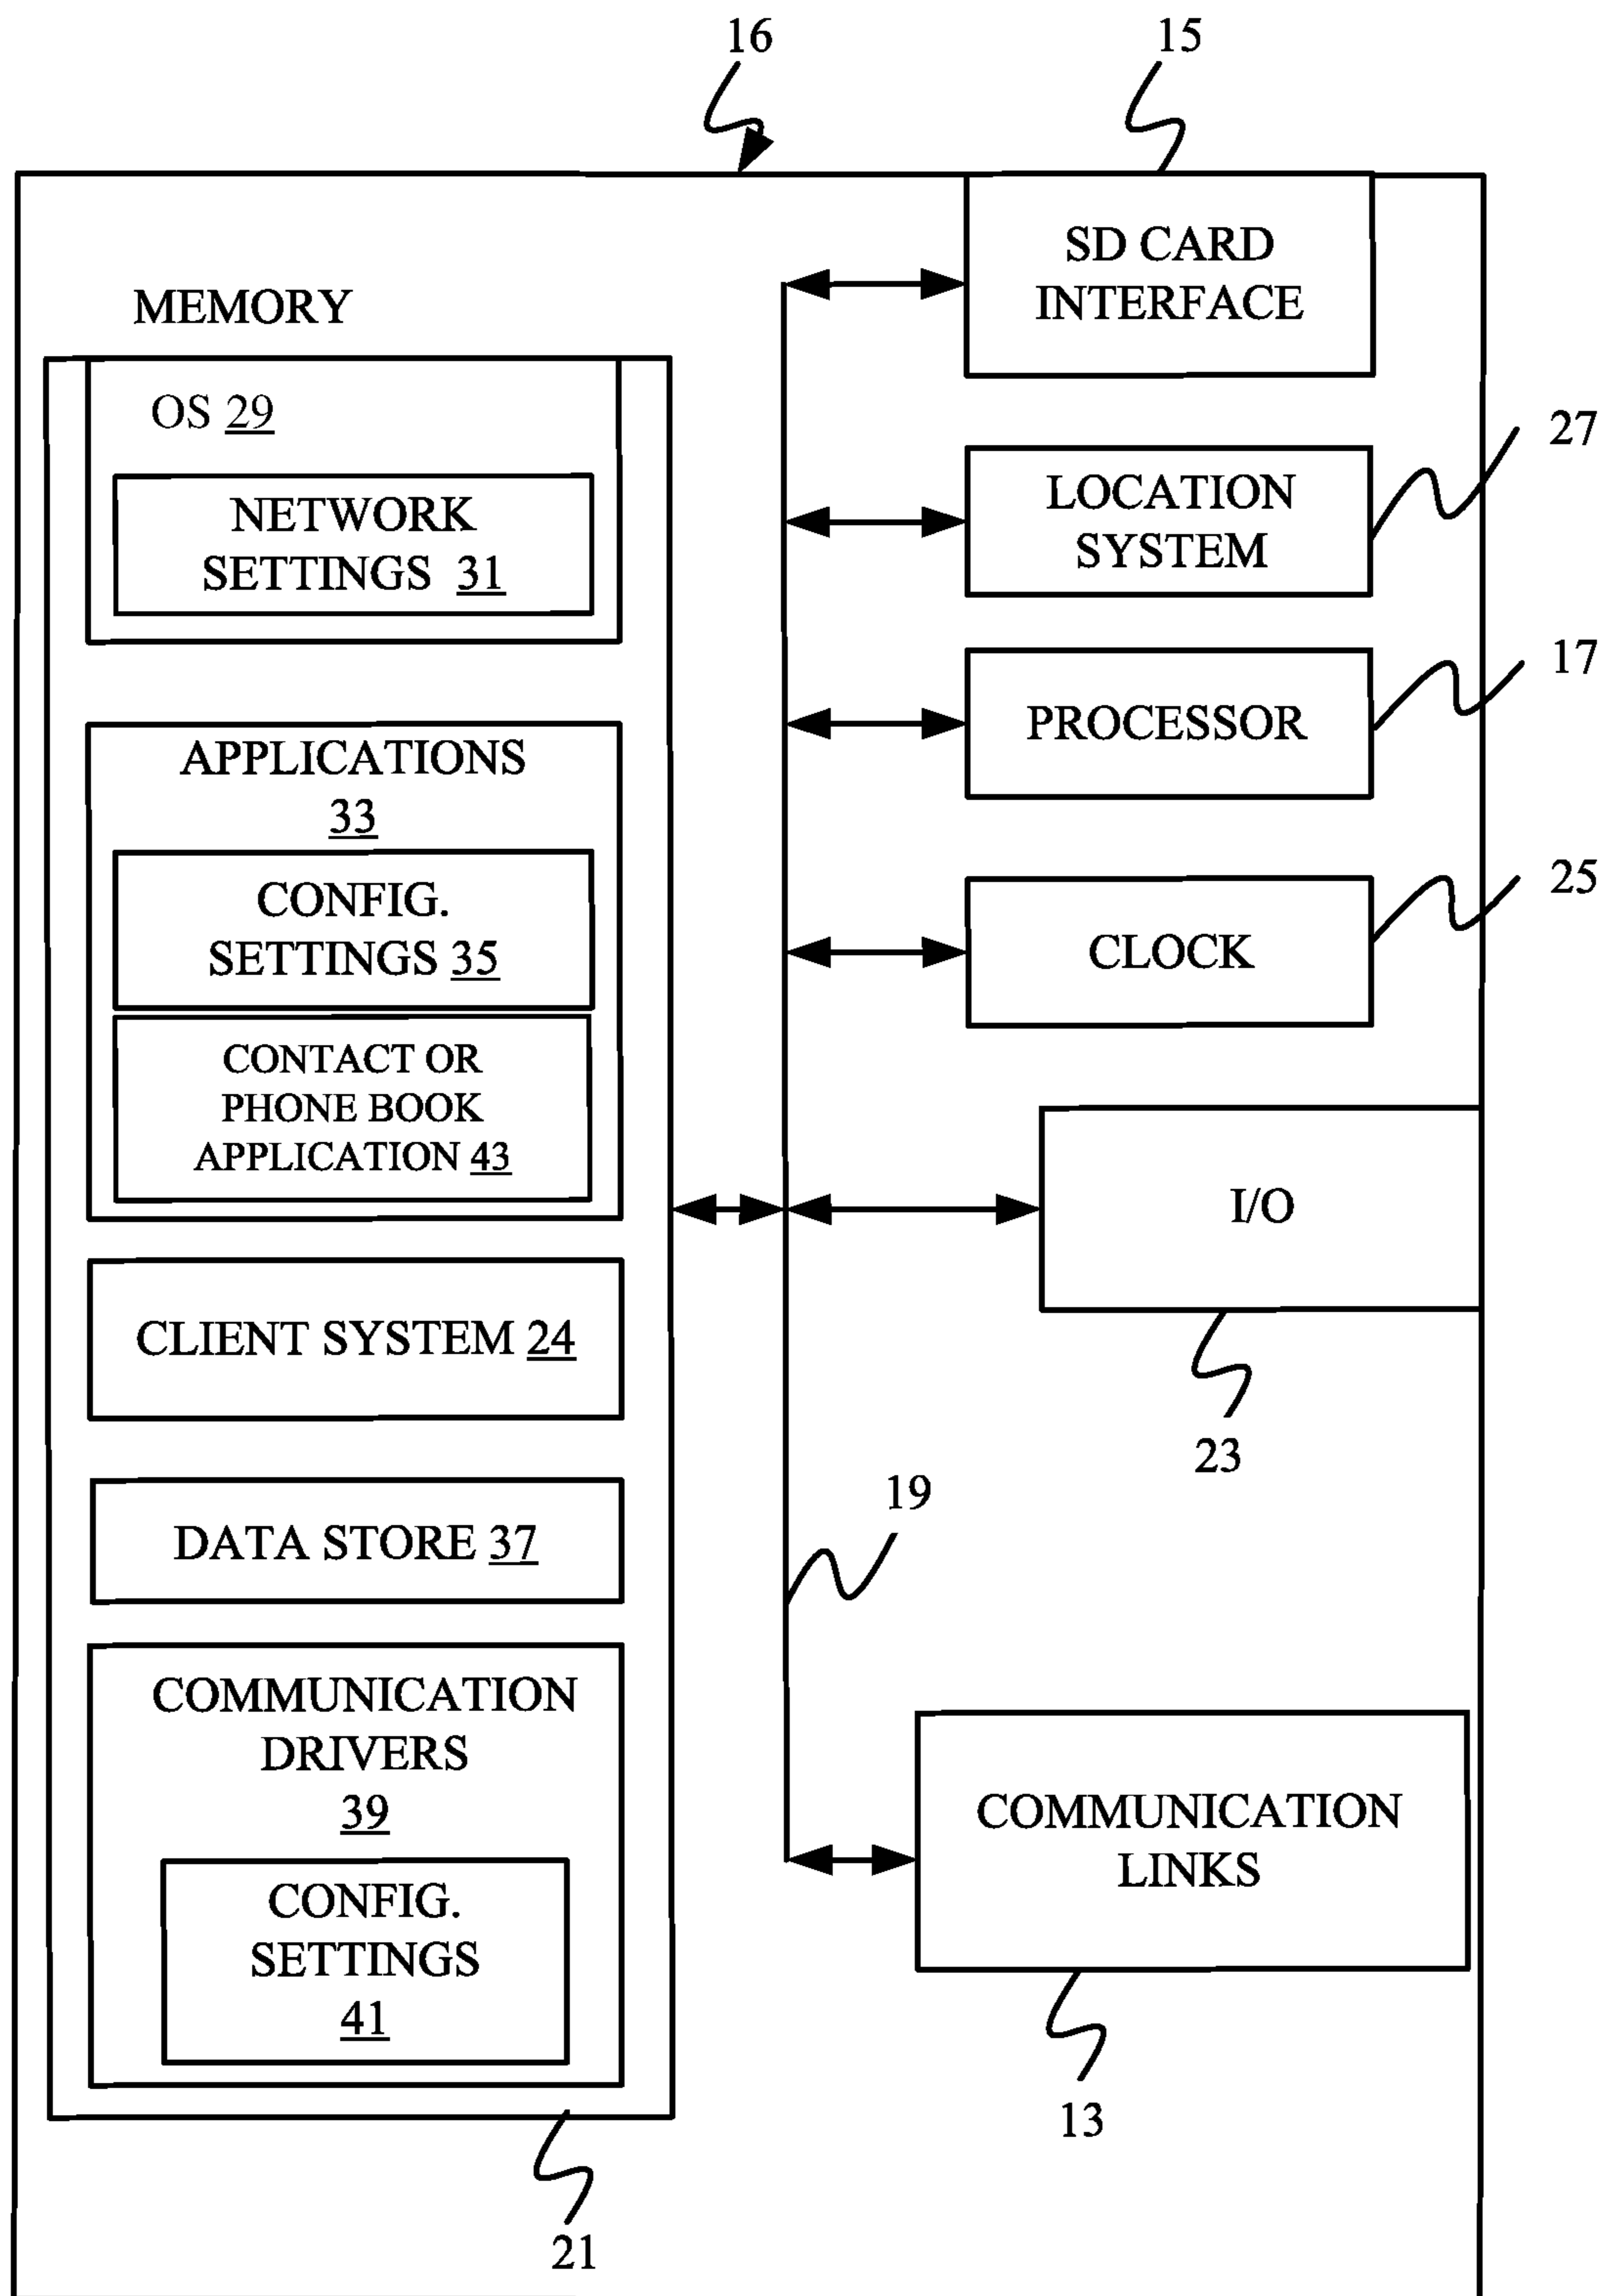 16
15
SD CARD
INTERFACE
MEMORY
OS 29
NETWORK
SETTINGS 31
27
LOCATION
SYSTEM
17
PROCESSOR
APPLICATIONS
33
CONFIG.
SETTINGS 35
25
CLOCK
CONTACT OR
PHONE BOOK
APPLICATION 43
I/O
CLIENT SYSTEM 24
23
19
DATA STORE 37
COMMUNICATION
DRIVERS
39
CONFIG.
SETTINGS
41
COMMUNICATION
LINKS
13
21